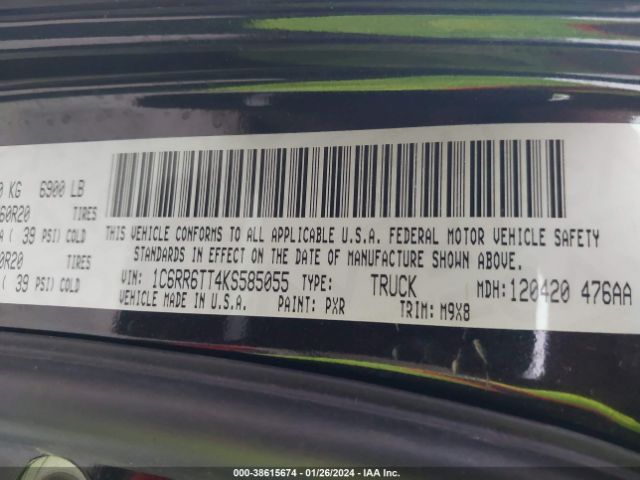 0 KG 6900 LB
60R20 TIRES
( 39 PSI) COLD
0R20 TIRES
( 39 PSI) COLD
THIS VEHICLE CONFORMS TO ALL APPLICABLE U.S.A. FEDERAL MOTOR VEHICLE SAFETY
STANDARDS IN EFFECT ON THE DATE OF MANUFACTURE SHOWN ABOVE.
VIN: 1C6RR6TT4KS585055 TYPE: TRUCK MDH: 120420 476AA
VEHICLE MADE IN U.S.A. PAINT: PXR TRIM: M9X8
000-38615674 | 01/26/2024 | IAA Inc.